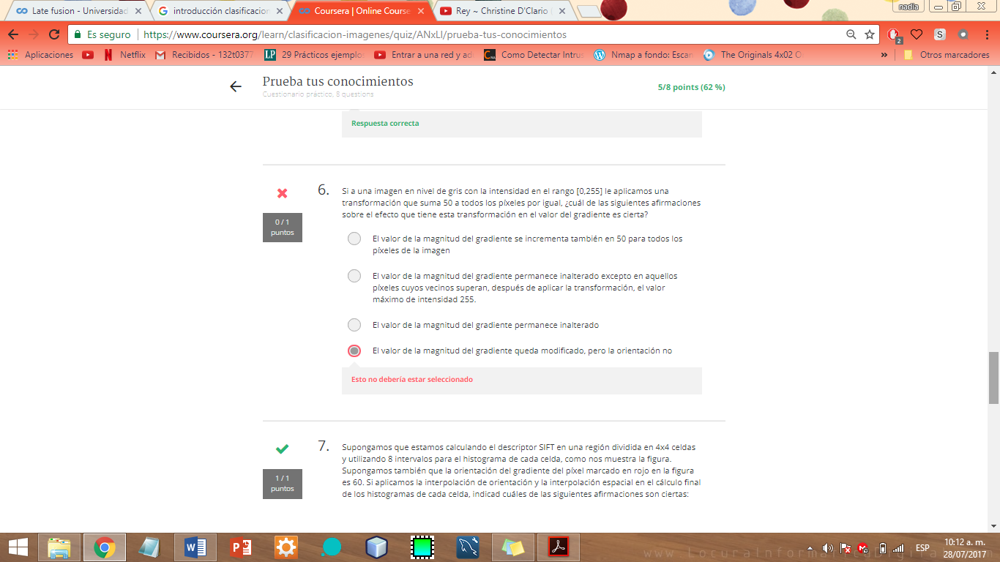 Late fusion - Universidad
introducción clasificacion
Coursera | Online Course
Rey ~ Christine D'Clario (
nadia
Es seguro
https://www.coursera.org/learn/clasificacion-imagenes/quiz/ANxLI/prueba-tus-conocimientos
2
Aplicaciones
Netflix
Recibidos - 132t0377
29 Prácticos ejemplo
Entrar a una red y ad
Como Detectar Intrus
Nmap a fondo: Escan
The Originals 4x02 O
»
Otros marcadores
Prueba tus conocimientos
Cuestionario práctico, 8 questions
5/8 points (62 %)
Respuesta correcta
0 / 1
puntos
6.
Si a una imagen en nivel de gris con la intensidad en el rango [0,255] le aplicamos una
transformación que suma 50 a todos los píxeles por igual, ¿cuál de las siguientes afirmaciones
sobre el efecto que tiene esta transformación en el valor del gradiente es cierta?
El valor de la magnitud del gradiente se incrementa también en 50 para todos los
píxeles de la imagen
El valor de la magnitud del gradiente permanece inalterado excepto en aquellos
píxeles cuyos vecinos superan, después de aplicar la transformación, el valor
máximo de intensidad 255.
El valor de la magnitud del gradiente permanece inalterado
El valor de la magnitud del gradiente queda modificado, pero la orientación no
Esto no debería estar seleccionado
1 / 1
puntos
7.
Supongamos que estamos calculando el descriptor SIFT en una región dividida en 4x4 celdas
y utilizando 8 intervalos para el histograma de cada celda, como nos muestra la figura.
Supongamos también que la orientación del gradiente del píxel marcado en rojo en la figura
es 60. Si aplicamos la interpolación de orientación y la interpolación espacial en el cálculo final
de los histogramas de cada celda, indicad cuáles de las siguientes afirmaciones son ciertas:
ESP
10:12 a. m.
28/07/2017